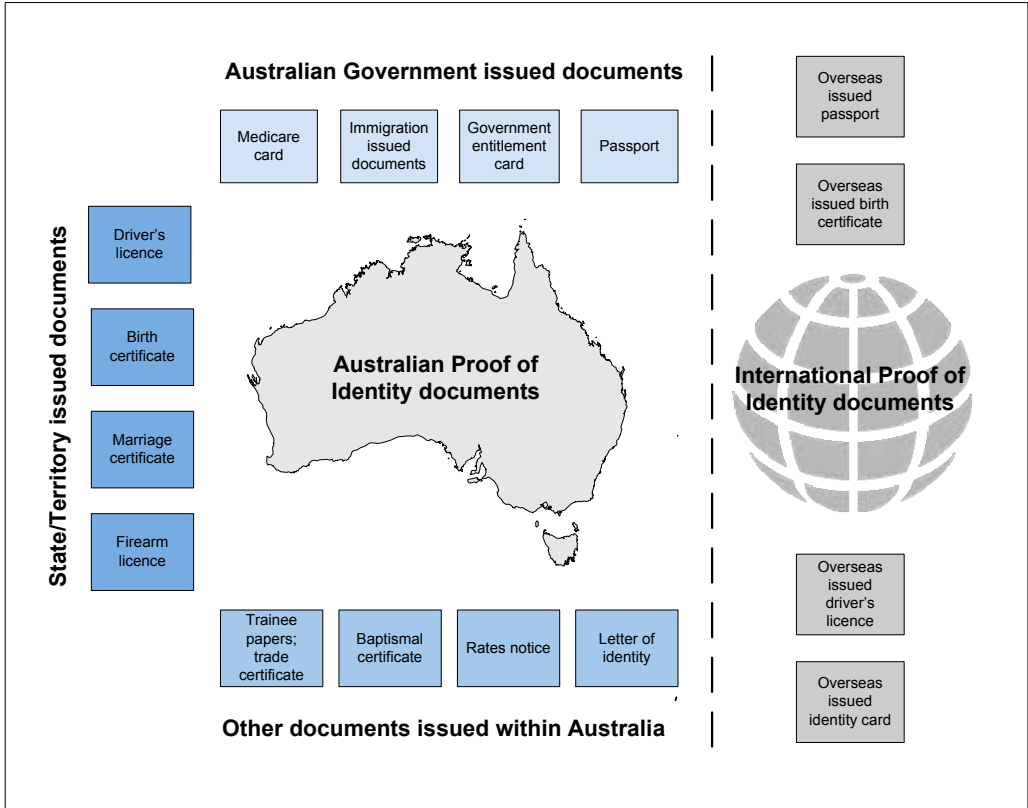 Australian Government issued documents
Medicare
card
Immigration
issued
documents
Government
entitlement
card
Passport
State/Territory issued documents
Driver's
licence
Birth
certificate
Marriage
certificate
Firearm
licence
Australian Proof of
Identity documents
Trainee
papers;
trade
certificate
Baptismal
certificate
Rates notice
Letter of
identity
Other documents issued within Australia
Overseas
issued
passport
Overseas
issued birth
certificate
International Proof of
Identity documents
Overseas
issued
driver's
licence
Overseas
issued
identity card